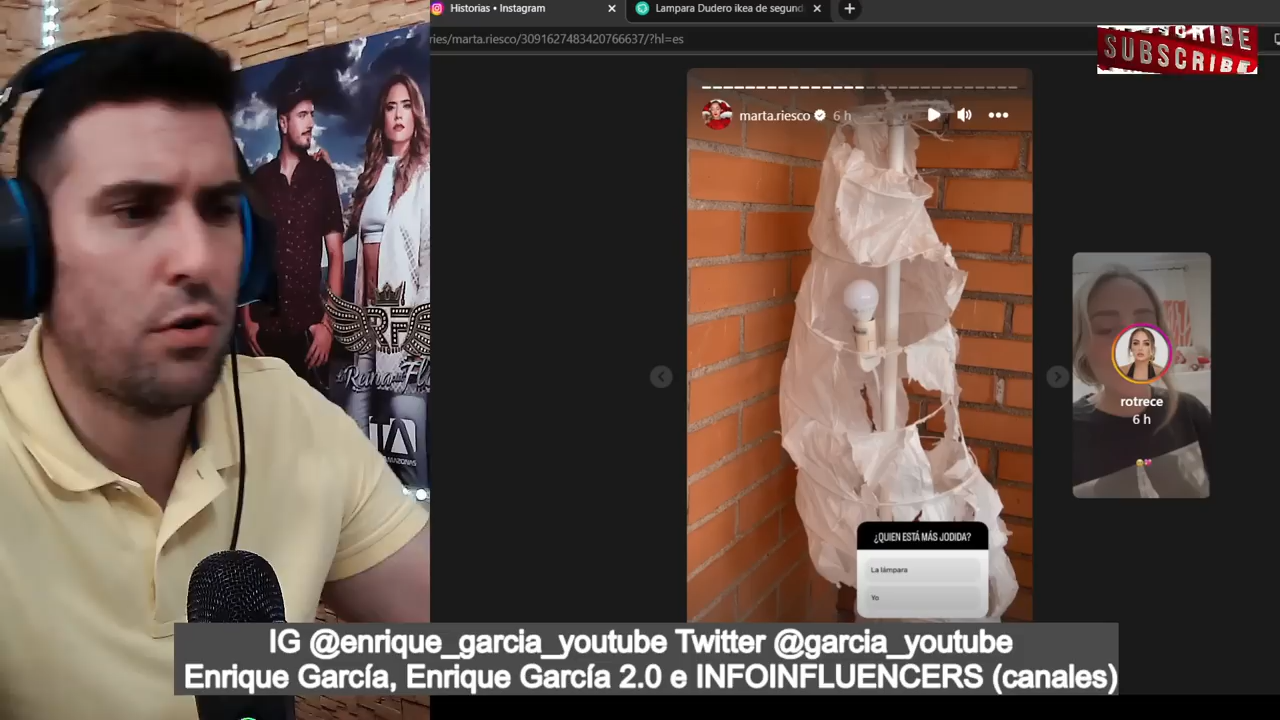 Historias • Instagram
Lampara Dudero ikea de segund
ries/marta.riesco/3091627483420766637/?hl=es
SUBSCRIBE
SUBSCRIBE
marta.riesco 6 h
RFG
rotrece
6 h
¿QUIEN ESTÁ MÁS JODIDA?
La lámpara
Yo
IG @enrique_garcia_youtube Twitter @garcia_youtube
Enrique García, Enrique García 2.0 e INFOINFLUENCERS (canales)